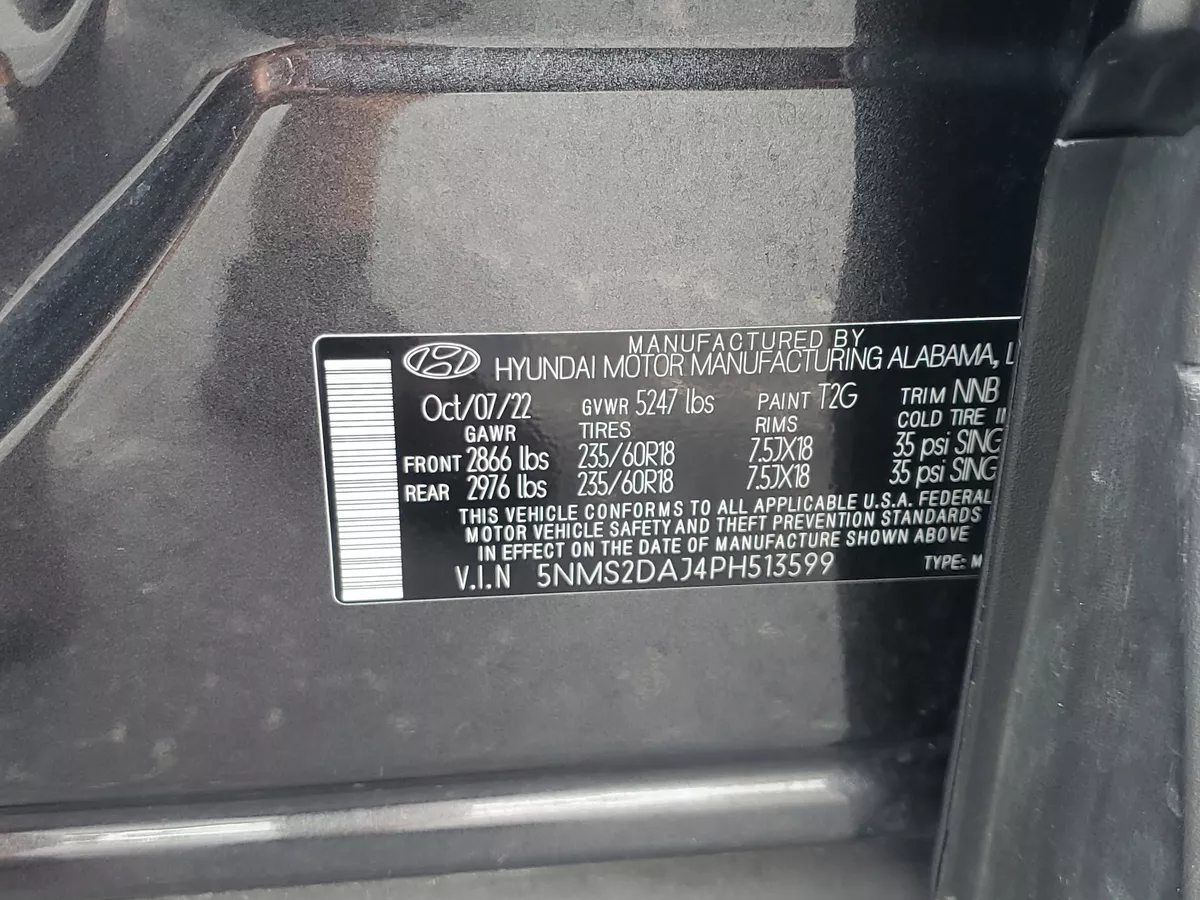 MANUFACTURED BY
HYUNDAI MOTOR MANUFACTURING ALABAMA,
Oct/07/22 GVWR 5247 lbs PAINT T2G TRIM NNB
GAWR TIRES RIMS COLD TIRE
FRONT 2866 lbs 235/60R18 7.5JX18 35 psi SING
REAR 2976 lbs 235/60R18 7.5JX18 35 psi SING
THIS VEHICLE CONFORMS TO ALL APPLICABLE U.S.A. FEDERAL
MOTOR VEHICLE SAFETY AND THEFT PREVENTION STANDARDS
IN EFFECT ON THE DATE OF MANUFACTURE SHOWN ABOVE
V.I.N 5NMS2DAJ4PH513599 TYPE: M